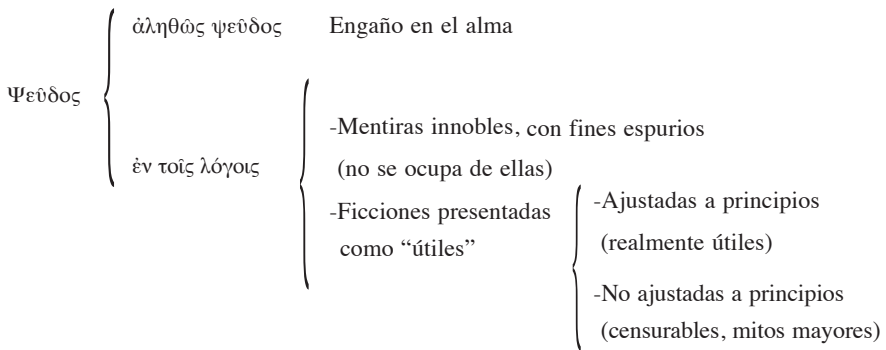 ἀληθῶς ψεῦδος Engaño en el alma
Ψεῦδος
-Mentiras innobles, con fines espurios
ἐν τοῖς λόγοις
(no se ocupa de ellas)
-Ficciones presentadas
como “útiles”
-Ajustadas a principios
(realmente útiles)
-No ajustadas a principios
(censurables, mitos mayores)